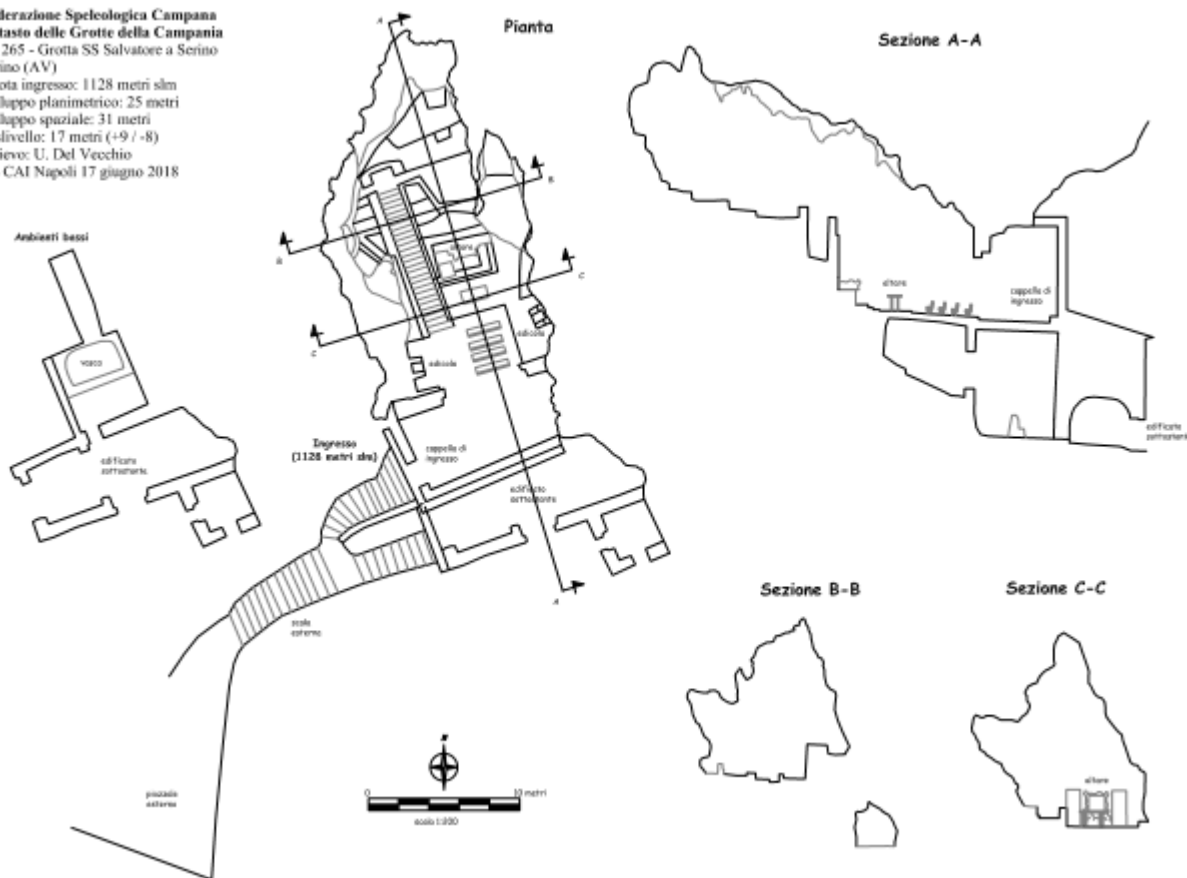 derazione Speleologica Campana
tasto delle Grotte della Campania
265 - Grotta SS Salvatore a Serino
ino (AV)
ota ingresso: 1128 metri slm
luppo planimetrico: 25 metri
luppo spaziale: 31 metri
slivello: 17 metri (+9 / -8)
ievo: U. Del Vecchio
CAI Napoli 17 giugno 2018
Pianta
A
B
B
altare
C
C
edicola
edicola
Ingresso
(1128 metri slm)
cappella di
ingresso
edificato
sottostante
A
scale
esterne
piazzale
esterno
N
0
10 metri
scala 1:200
Ambienti bassi
vasca
edificato
sottostante
Sezione A-A
altare
cappella di
ingresso
edificato
sottostante
Sezione B-B
Sezione C-C
altare